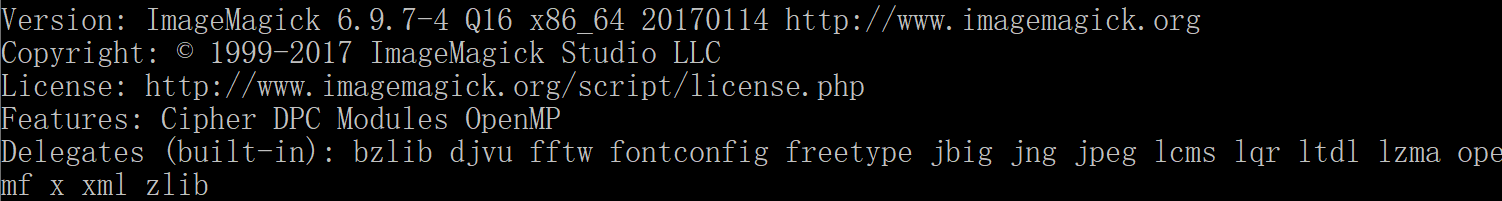 Version: ImageMagick 6.9.7-4 Q16 x86_64 20170114 http://www.imagemagick.org
Copyright: © 1999-2017 ImageMagick Studio LLC
License: http://www.imagemagick.org/script/license.php
Features: Cipher DPC Modules OpenMP
Delegates (built-in): bzlib djvu fftw fontconfig freetype jbig jng jpeg lcms lqr ltdl lzma ope
mf x xml zlib